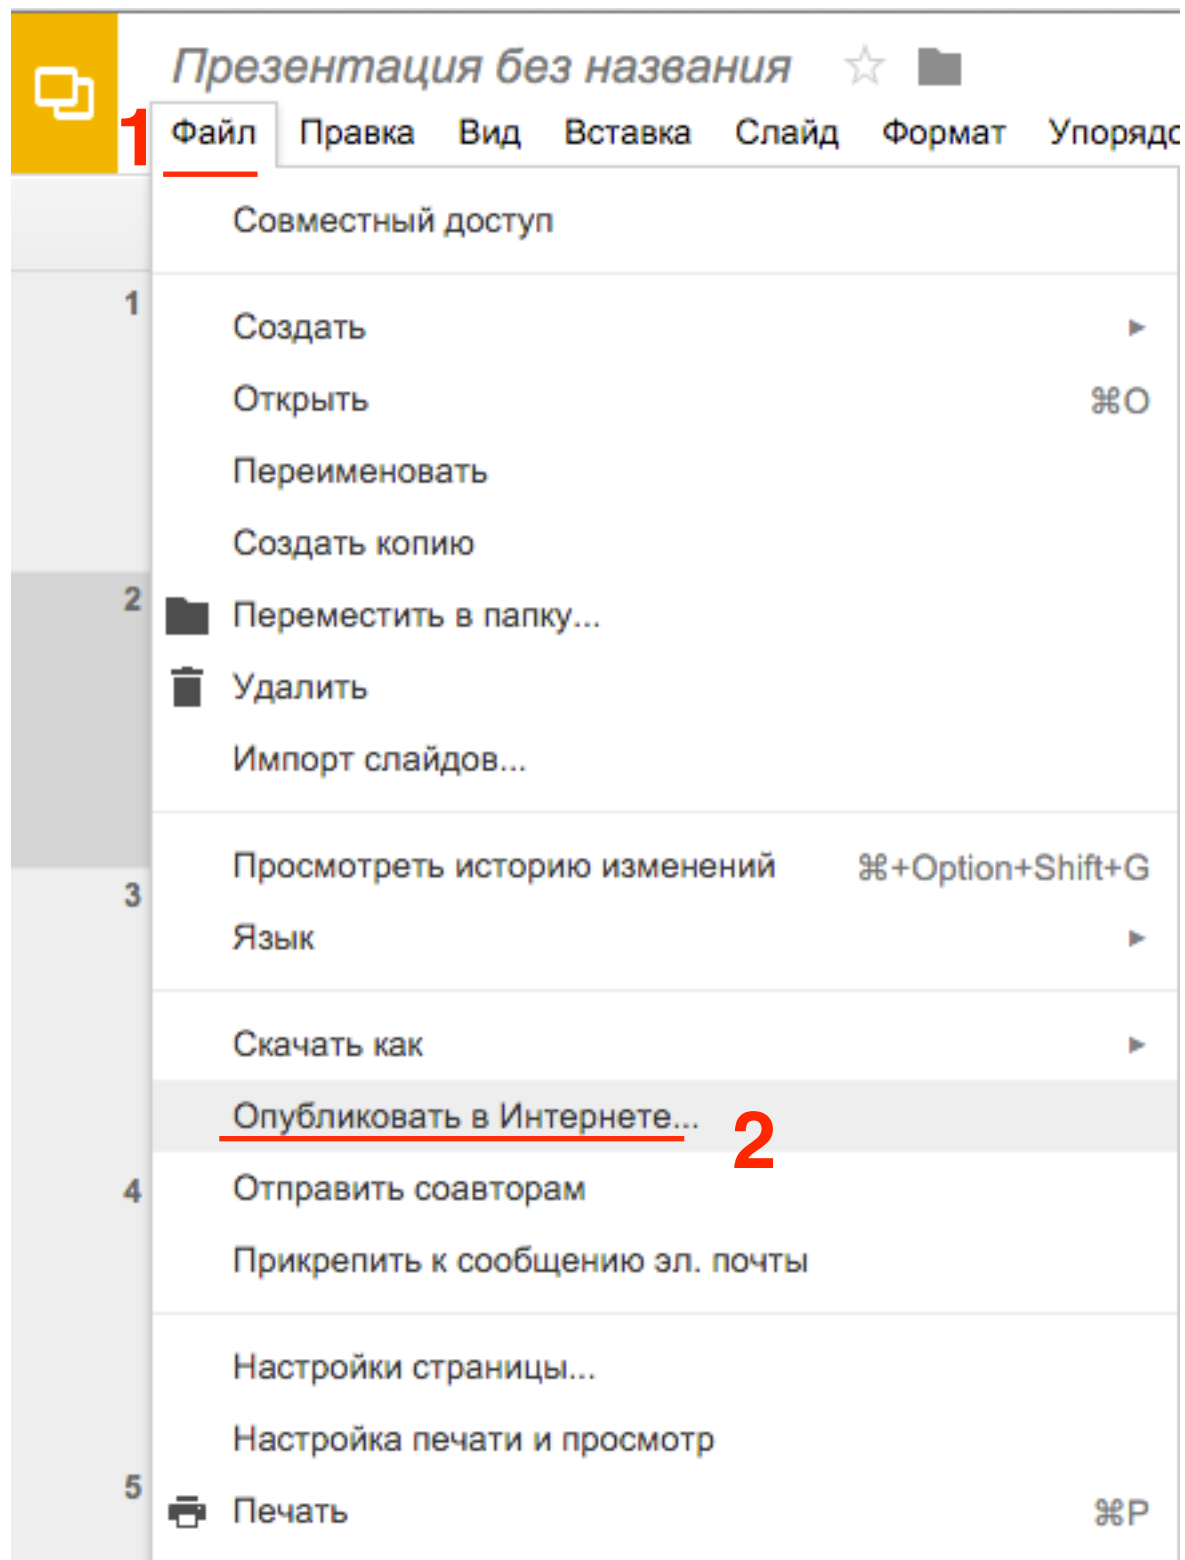 Презентация без названия
1 Файл Правка Вид Вставка Слайд Формат Упорядо
Совместный доступ
1
Создать
Открыть ⌘O
Переименовать
Создать копию
2
Переместить в папку...
Удалить
Импорт слайдов...
Просмотреть историю изменений ⌘+Option+Shift+G
3
Язык
Скачать как
Опубликовать в Интернете... 2
4 Отправить соавторам
Прикрепить к сообщению эл. почты
Настройки страницы...
Настройка печати и просмотр
5
Печать ⌘P